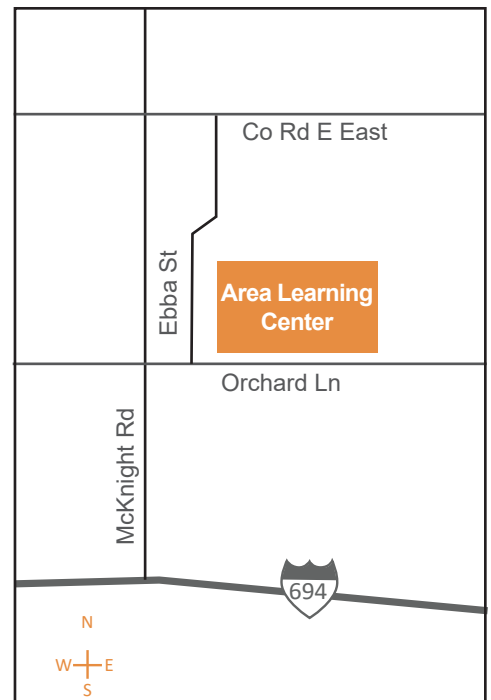 Co Rd E East
Ebba St
Area Learning
Center
Orchard Ln
McKnight Rd
694
N
W E
S